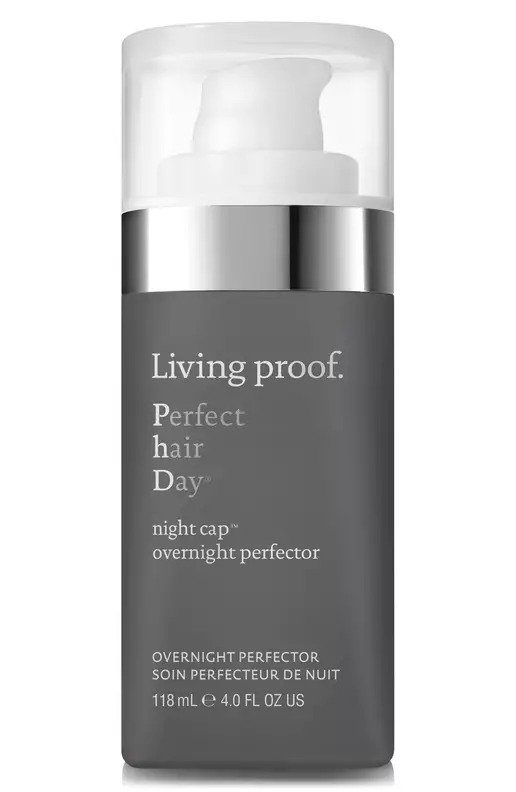 Living proof.
Perfect
hair
Day®
night cap™
overnight perfector
OVERNIGHT PERFECTOR
SOIN PERFECTEUR DE NUIT
118 mL ℮ 4.0 FL OZ US